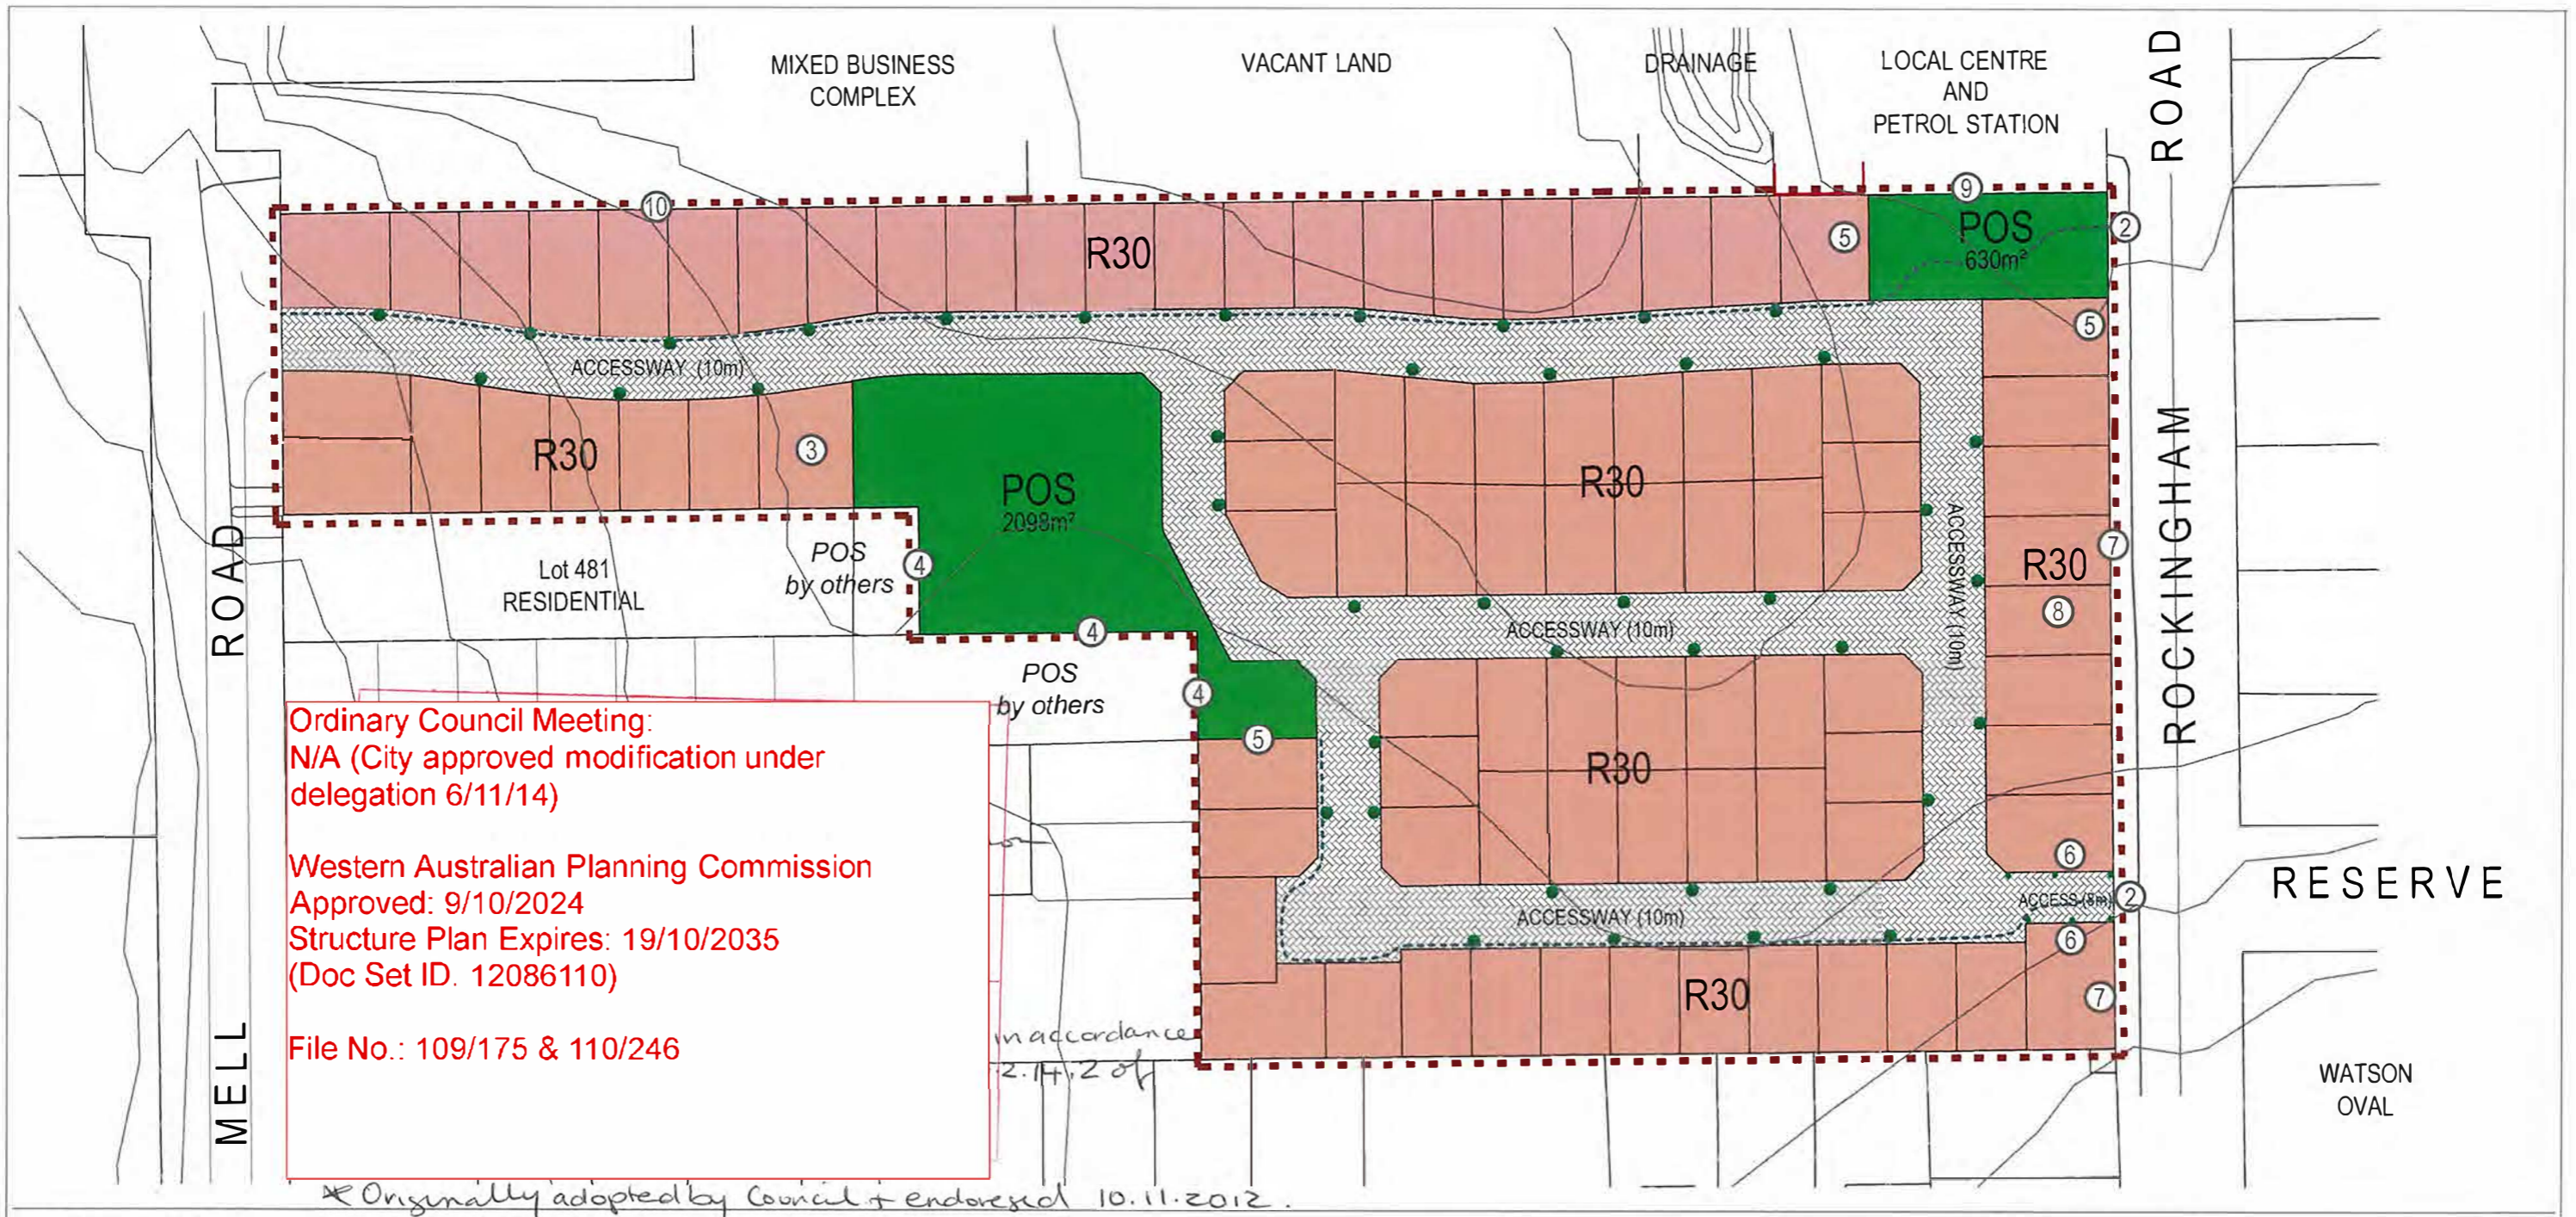 MIXED BUSINESS
COMPLEX
VACANT LAND
DRAINAGE
LOCAL CENTRE
AND
PETROL STATION
ROAD
10
9
R30
5
POS
630m²
2
5
ACCESSWAY (10m)
R30
3
POS
2098m²
R30
ACCESSWAY (10m)
R30
7
8
ROCKINGHAM
ROAD
Lot 481
RESIDENTIAL
POS
by others
4
4
ACCESSWAY (10m)
POS
by others
4
5
R30
6
ACCESS (8m)
2
RESERVE
ACCESSWAY (10m)
6
R30
7
WATSON
OVAL
MELL
Ordinary Council Meeting:
N/A (City approved modification under
delegation 6/11/14)
Western Australian Planning Commission
Approved: 9/10/2024
Structure Plan Expires: 19/10/2035
(Doc Set ID. 12086110)
File No.: 109/175 & 110/246
in accordance
2.14.2 of
* Originally adopted by Council + endoresed 10.11.2012.